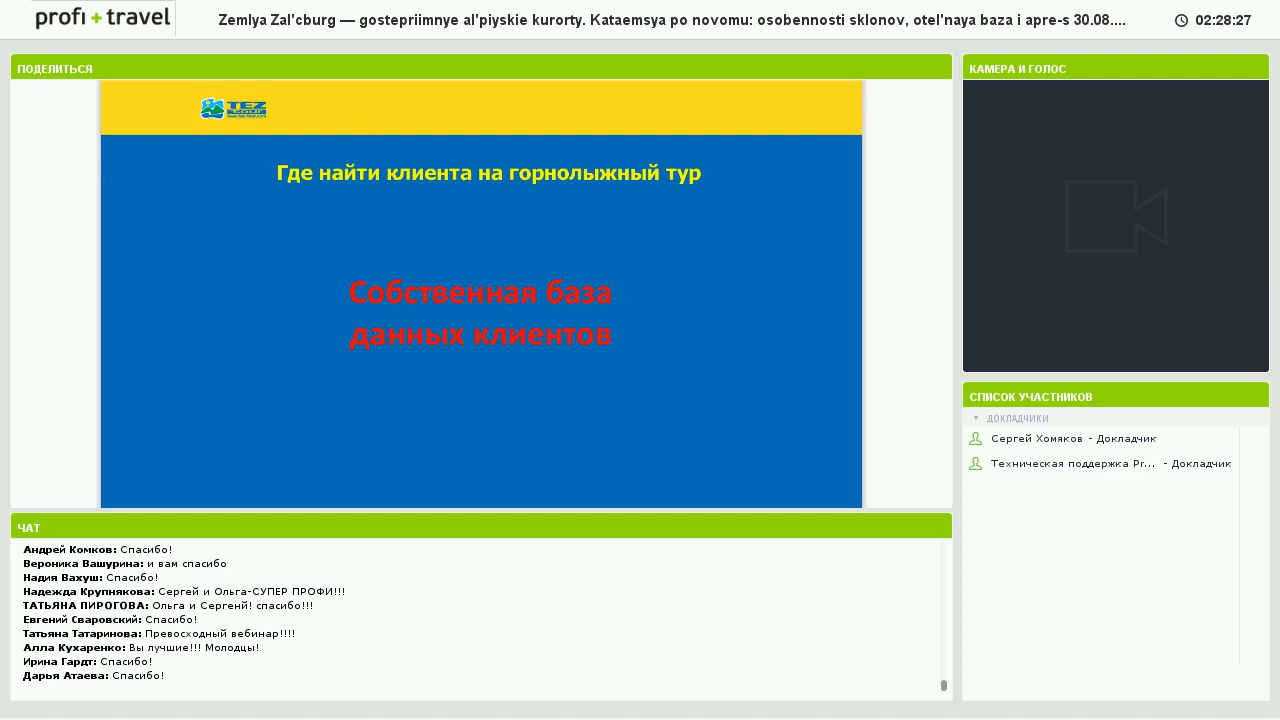 profi + travel
Zemlya Zal'cburg — gostepriimnye al'piyskie kurorty. Kataemsya po novomu: osobennosti sklonov, otel'naya baza i apre-s 30.08....
02:28:27
ПОДЕЛИТЬСЯ
TEZ
TOUR
www.tez-tour.com
Где найти клиента на горнолыжный тур
Собственная база
данных клиентов
ЧАТ
Андрей Комков: Спасибо!
Вероника Вашурина: и вам спасибо
Надия Вахуш: Спасибо!
Надежда Крупнякова: Сергей и Ольга-СУПЕР ПРОФИ!!!
ТАТЬЯНА ПИРОГОВА: Ольга и Сергенй! спасибо!!!
Евгений Сваровский: Спасибо!
Татьяна Татаринова: Превосходный вебинар!!!!
Алла Кухаренко: Вы лучшие!!! Молодцы!
Ирина Гардт: Спасибо!
Дарья Атаева: Спасибо!
КАМЕРА И ГОЛОС
СПИСОК УЧАСТНИКОВ
ДОКЛАДЧИКИ
Сергей Хомяков - Докладчик
Техническая поддержка Pr... - Докладчик